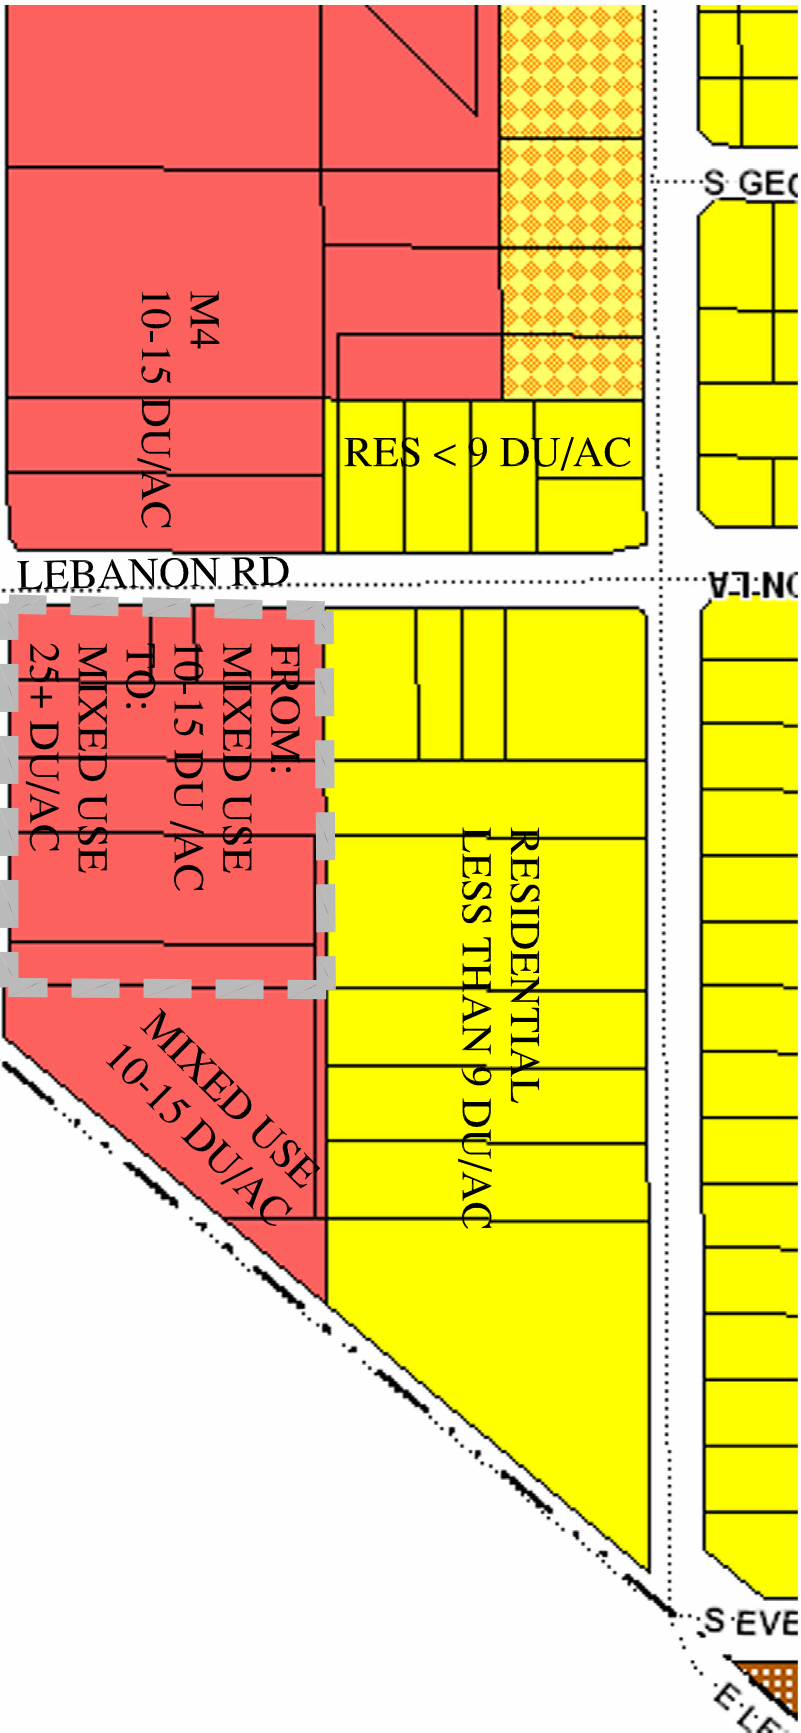 S GEO
M4
10-15 DU/AC
RES < 9 DU/AC
LEBANON RD
FROM:
MIXED USE
10-15 DU /AC
TO:
MIXED USE
25+ DU/AC
RESIDENTIAL
LESS THAN 9 DU/AC
MIXED USE
10-15 DU/AC
S EVE
E LE